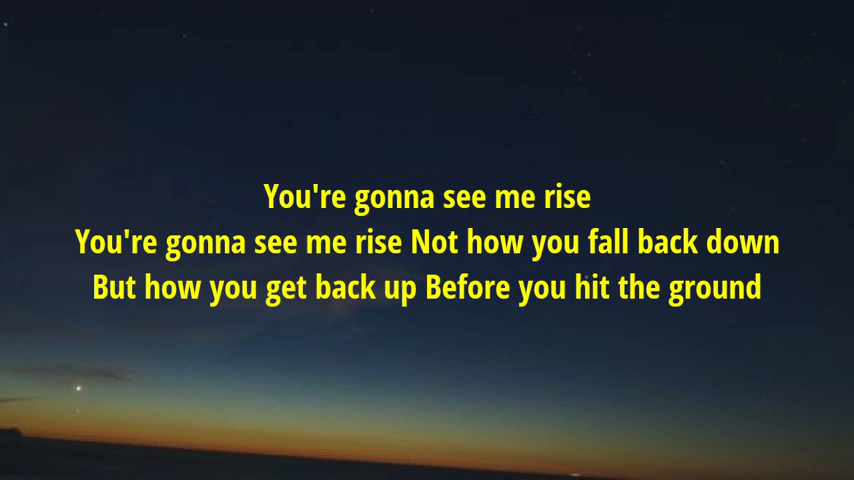 You're gonna see me rise
You're gonna see me rise Not how you fall back down
But how you get back up Before you hit the ground